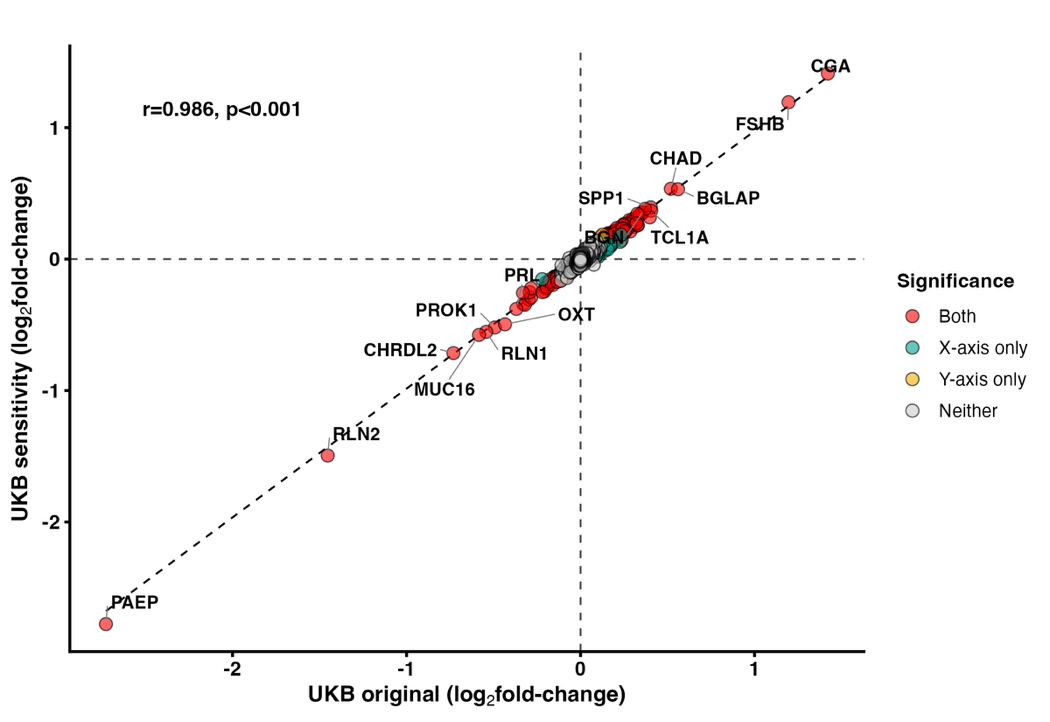 CGA
r=0.986, p<0.001
FSHB
1
CHAD
SPP1
BGLAP
BGN
TCL1A
0
PRL
PROK1
OXT
CHRDL2
RLN1
MUC16
-1
RLN2
-2
PAEP
-2
-1
0
1
UKB original (log₂fold-change)
UKB sensitivity (log₂fold-change)
Significance
Both
X-axis only
Y-axis only
Neither